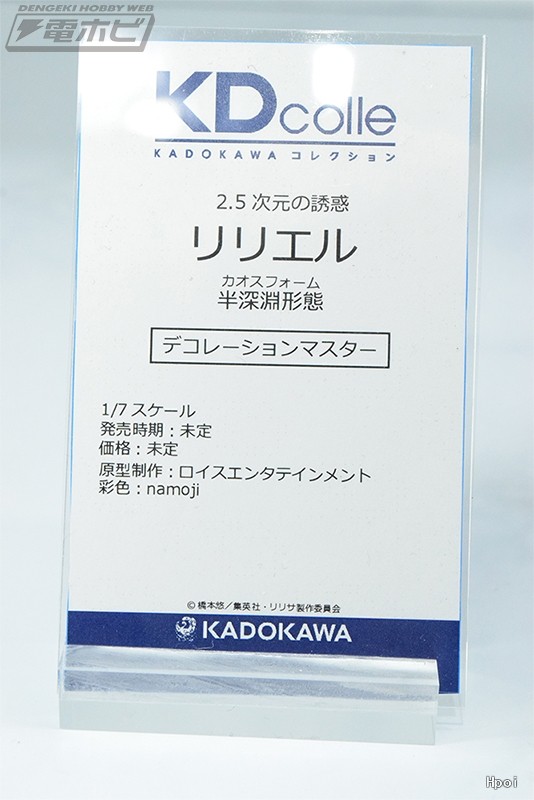 DENGEKI HOBBY WEB
電ホビ
KDcolle
KADOKAWA コレクション
2.5 次元の誘惑
リリエル
カオスフォーム
半深淵形態
デコレーションマスター
1/7 スケール
発売時期：未定
価格：未定
原型制作：ロイスエンタテインメント
彩色：namoji
© 橋本悠／集英社・リリサ製作委員会
KADOKAWA
Hpoi